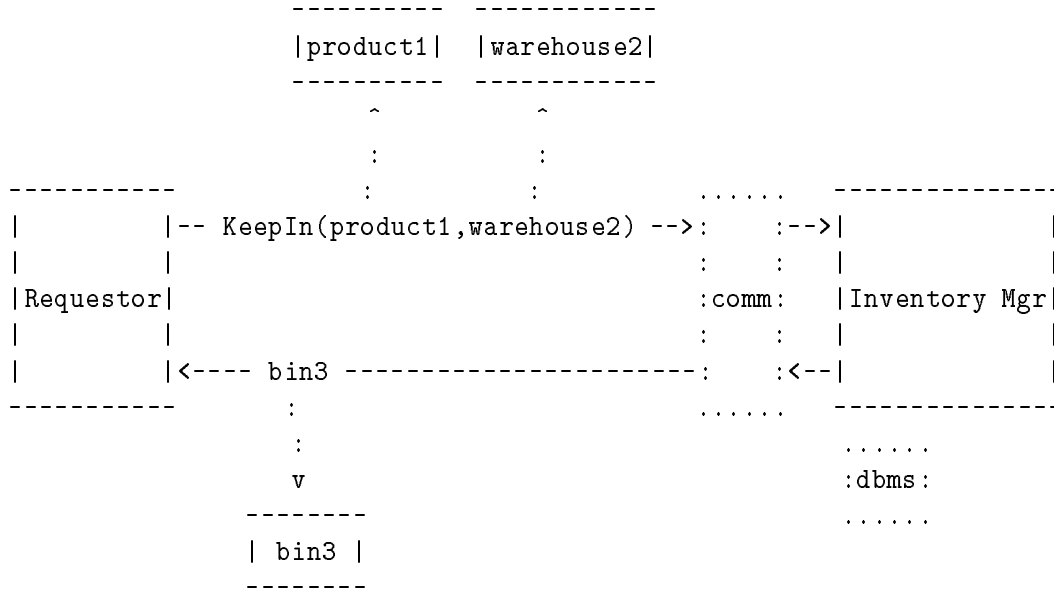 |product1| |warehouse2|
|-- KeepIn(product1,warehouse2) -->: :-->|
|Requestor| :comm: |Inventory Mgr|
|<---- bin3 -----------------------: :<--|
:dbms:
| bin3 |